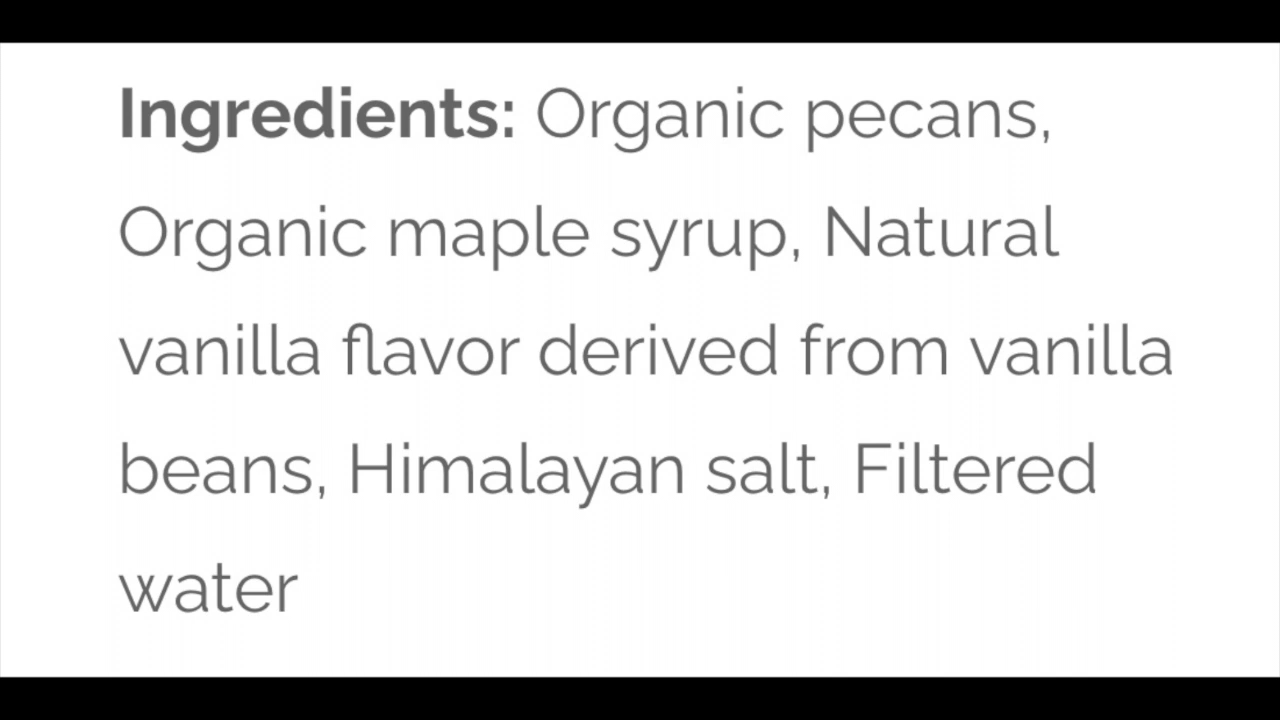 Ingredients: Organic pecans,
Organic maple syrup, Natural
vanilla flavor derived from vanilla
beans, Himalayan salt, Filtered
water